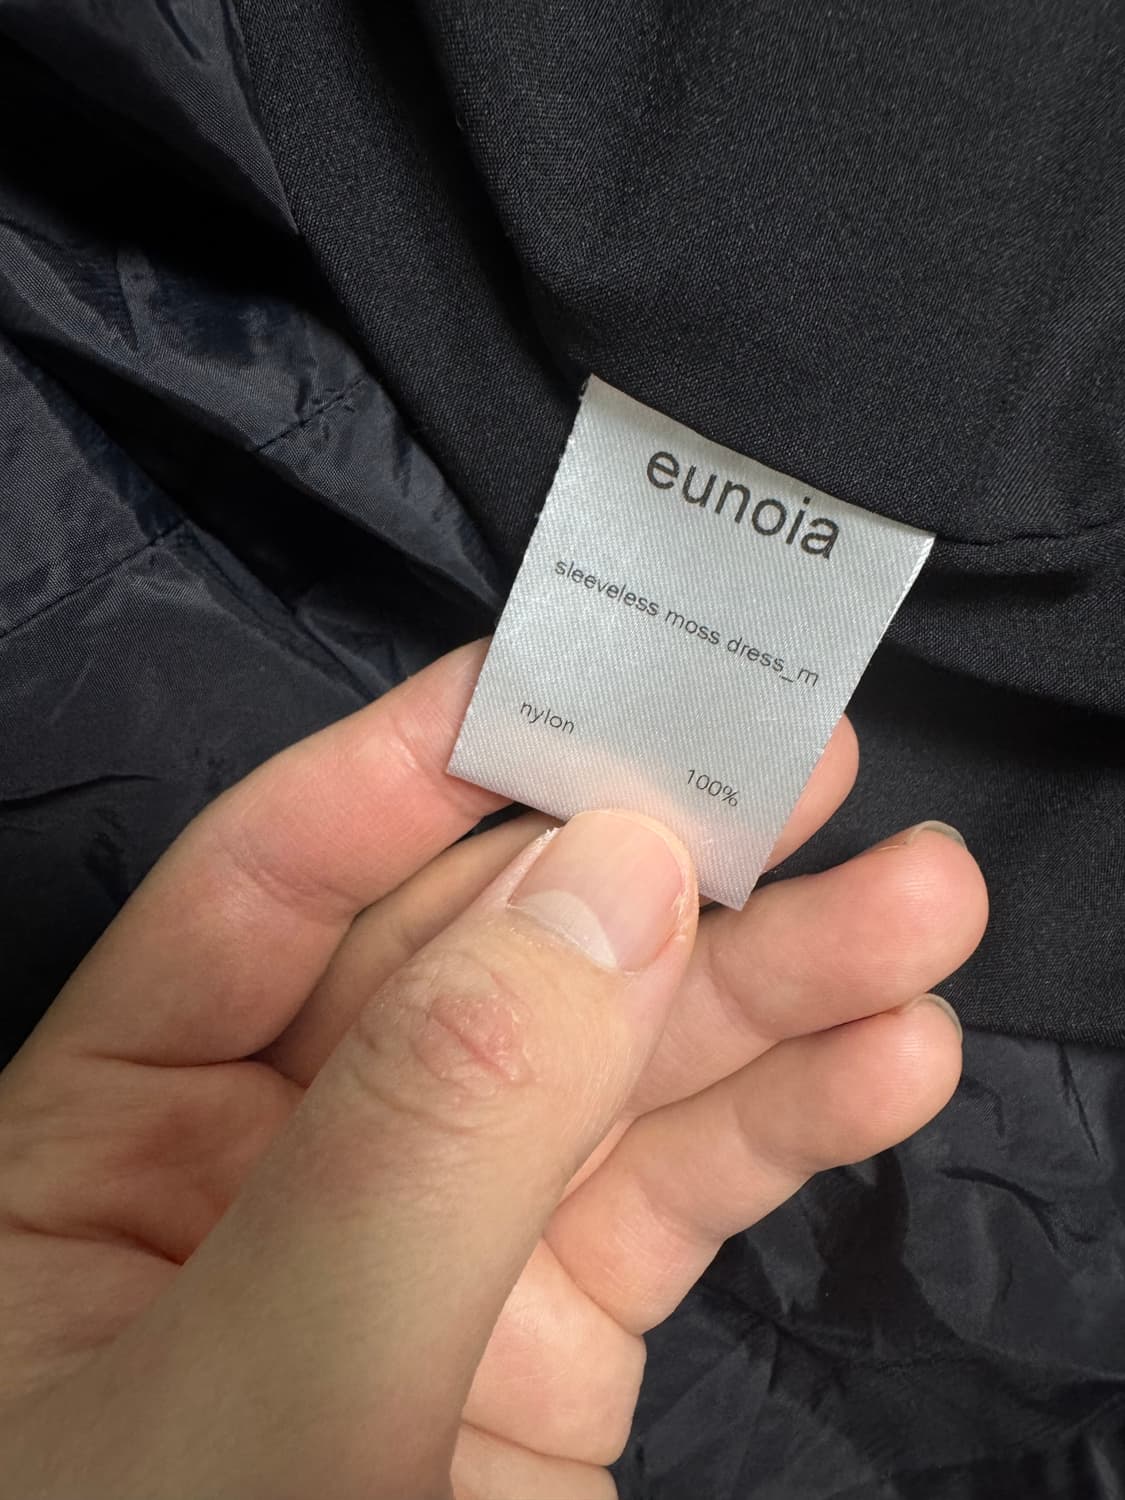 eunoia
sleeveless moss dress_m
nylon
100%